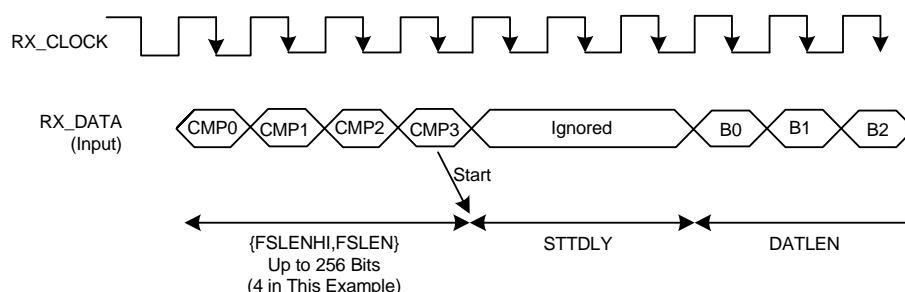 RX_CLOCK
RX_DATA
(Input)
CMP0 CMP1 CMP2 CMP3 Ignored B0 B1 B2
Start
{FSLENHI,FSLEN}
Up to 256 Bits
(4 in This Example)
STTDLY
DATLEN